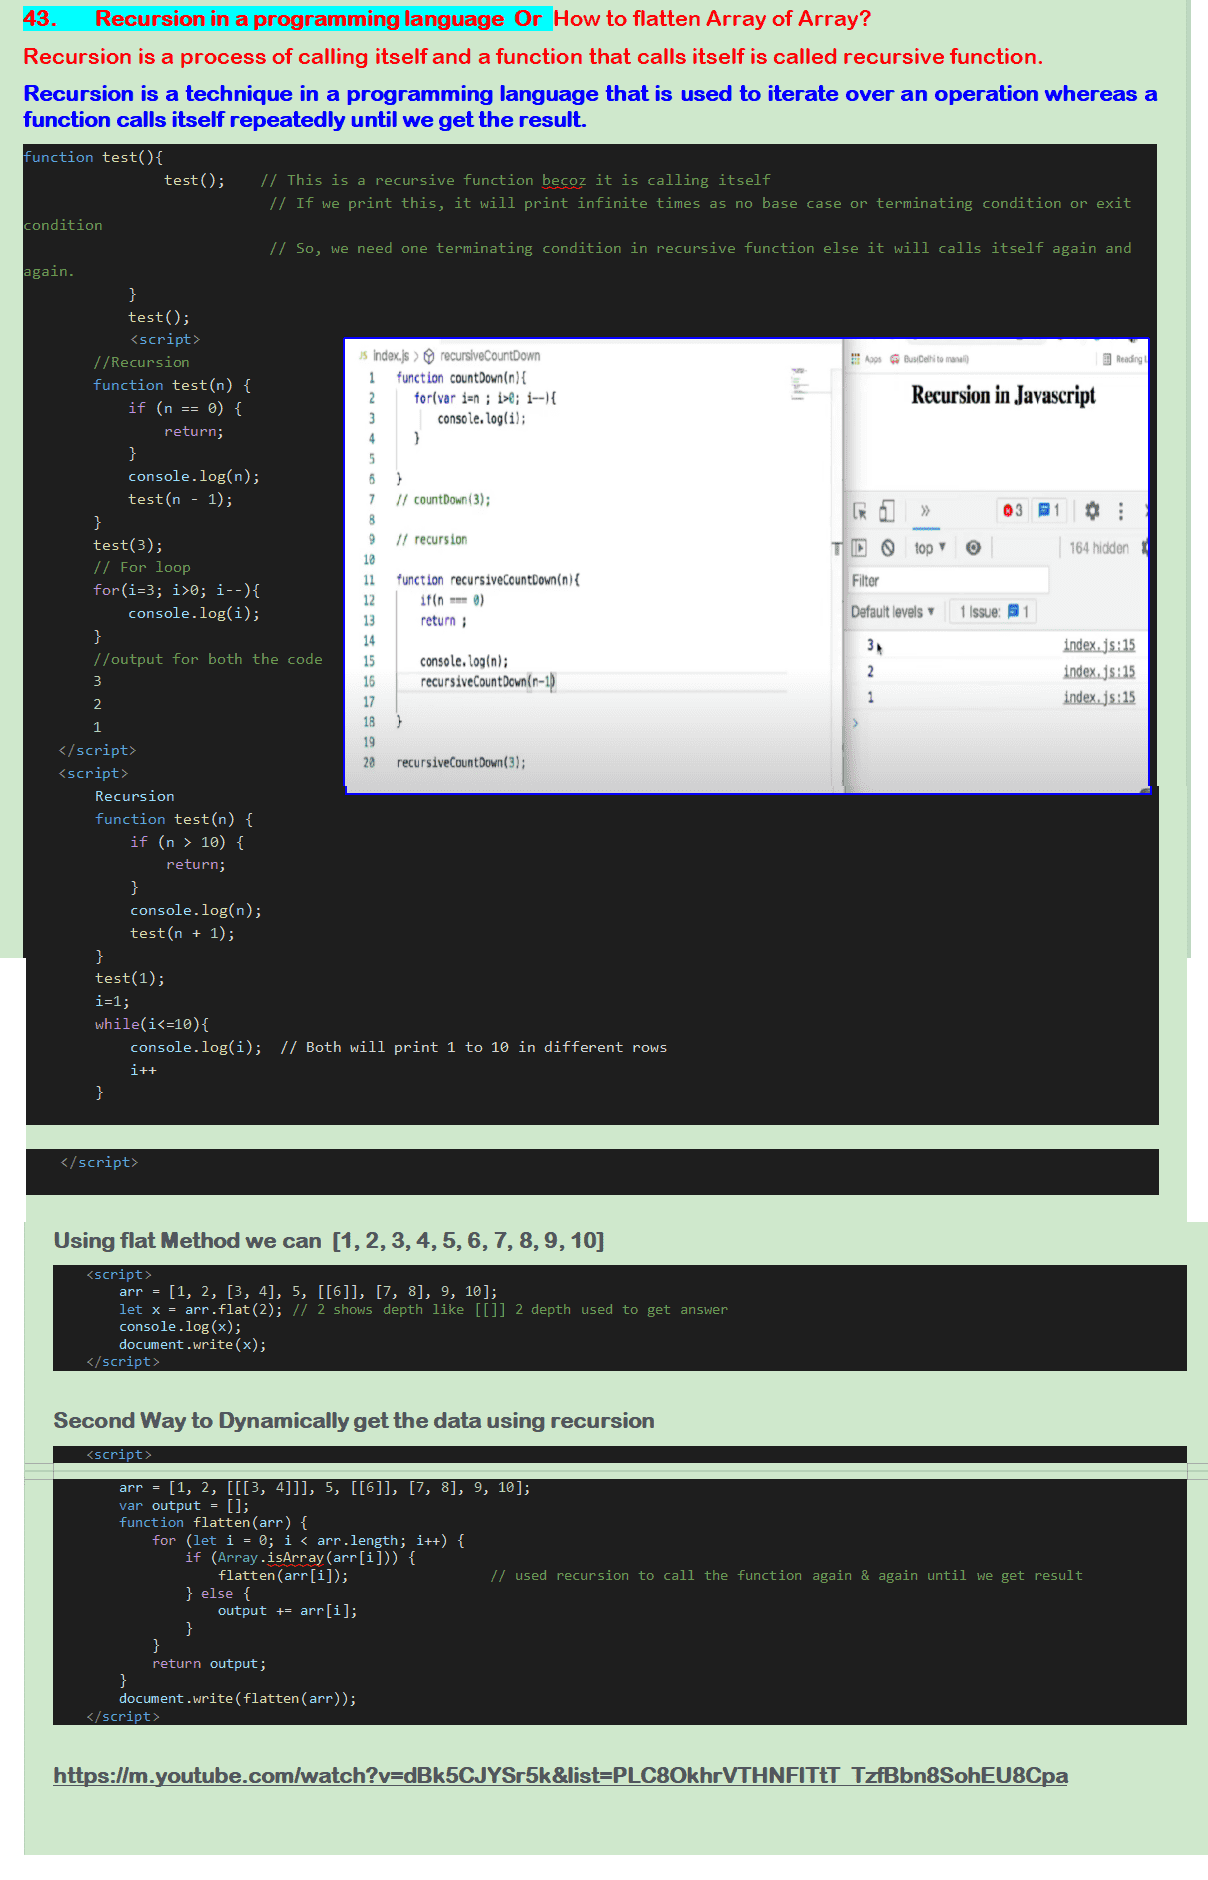 43. Recursion in a programming language Or How to flatten Array of Array?
Recursion is a process of calling itself and a function that calls itself is called recursive function.
Recursion is a technique in a programming language that is used to iterate over an operation whereas a
function calls itself repeatedly until we get the result.
function test(){
test(); // This is a recursive function becoz it is calling itself
// If we print this, it will print infinite times as no base case or terminating condition or exit
condition
// So, we need one terminating condition in recursive function else it will calls itself again and
again.
}
test();
<script>
//Recursion
function test(n) {
if (n == 0) {
return;
}
console.log(n);
test(n - 1);
}
test(3);
// For loop
for(i=3; i>0; i--){
console.log(i);
}
//output for both the code
3
2
1
</script>
<script>
Recursion
function test(n) {
if (n > 10) {
return;
}
console.log(n);
test(n + 1);
}
test(1);
i=1;
while(i<=10){
console.log(i); // Both will print 1 to 10 in different rows
i++
}
</script>
JS index.js > recursiveCountDown
1 function countDown(n){
2 for(var i=n ; i>0; i--){
3 console.log(i);
4 }
5
6 }
7 // countDown(3);
8
9 // recursion
10
11 function recursiveCountDown(n){
12 if(n === 0)
13 return ;
14
15 console.log(n);
16 recursiveCountDown(n-1)
17
18 }
19
20 recursiveCountDown(3);
Apps Bus(Delhi to manali) Reading L
Recursion in Javascript
» 3 1
top ▼ 164 hidden
Filter
Default levels ▼ 1 Issue: 1
3 index.js:15
2 index.js:15
1 index.js:15
>
Using flat Method we can [1, 2, 3, 4, 5, 6, 7, 8, 9, 10]
<script>
arr = [1, 2, [3, 4], 5, [[6]], [7, 8], 9, 10];
let x = arr.flat(2); // 2 shows depth like [[]] 2 depth used to get answer
console.log(x);
document.write(x);
</script>
Second Way to Dynamically get the data using recursion
<script>
arr = [1, 2, [[[3, 4]]], 5, [[6]], [7, 8], 9, 10];
var output = [];
function flatten(arr) {
for (let i = 0; i < arr.length; i++) {
if (Array.isArray(arr[i])) {
flatten(arr[i]); // used recursion to call the function again & again until we get result
} else {
output += arr[i];
}
}
return output;
}
document.write(flatten(arr));
</script>
https://m.youtube.com/watch?v=dBk5CJYSr5k&list=PLC8OkhrVTHNFITtT_TzfBbn8SohEU8Cpa